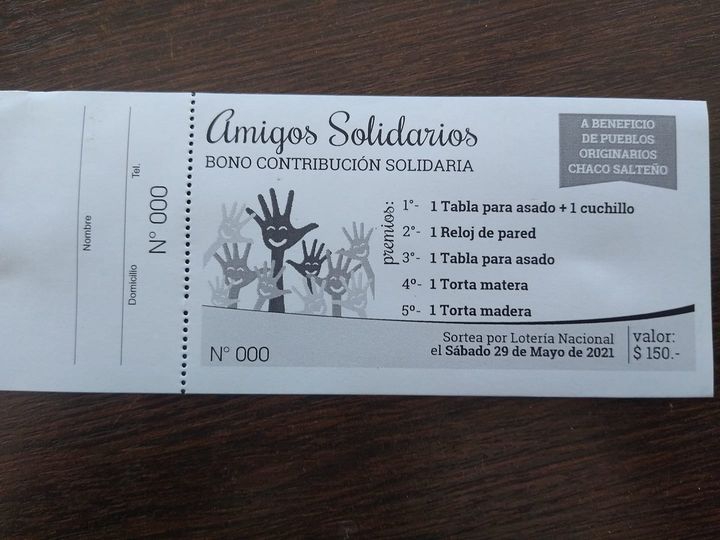 Nombre
Domicilio
Tel.
N° 000
Amigos Solidarios
BONO CONTRIBUCIÓN SOLIDARIA
A BENEFICIO
DE PUEBLOS
ORIGINARIOS
CHACO SALTEÑO
premios:
1°- 1 Tabla para asado + 1 cuchillo
2°- 1 Reloj de pared
3°- 1 Tabla para asado
4º- 1 Torta matera
5º- 1 Torta madera
N° 000
Sortea por Lotería Nacional
el Sábado 29 de Mayo de 2021
valor:
$ 150.-